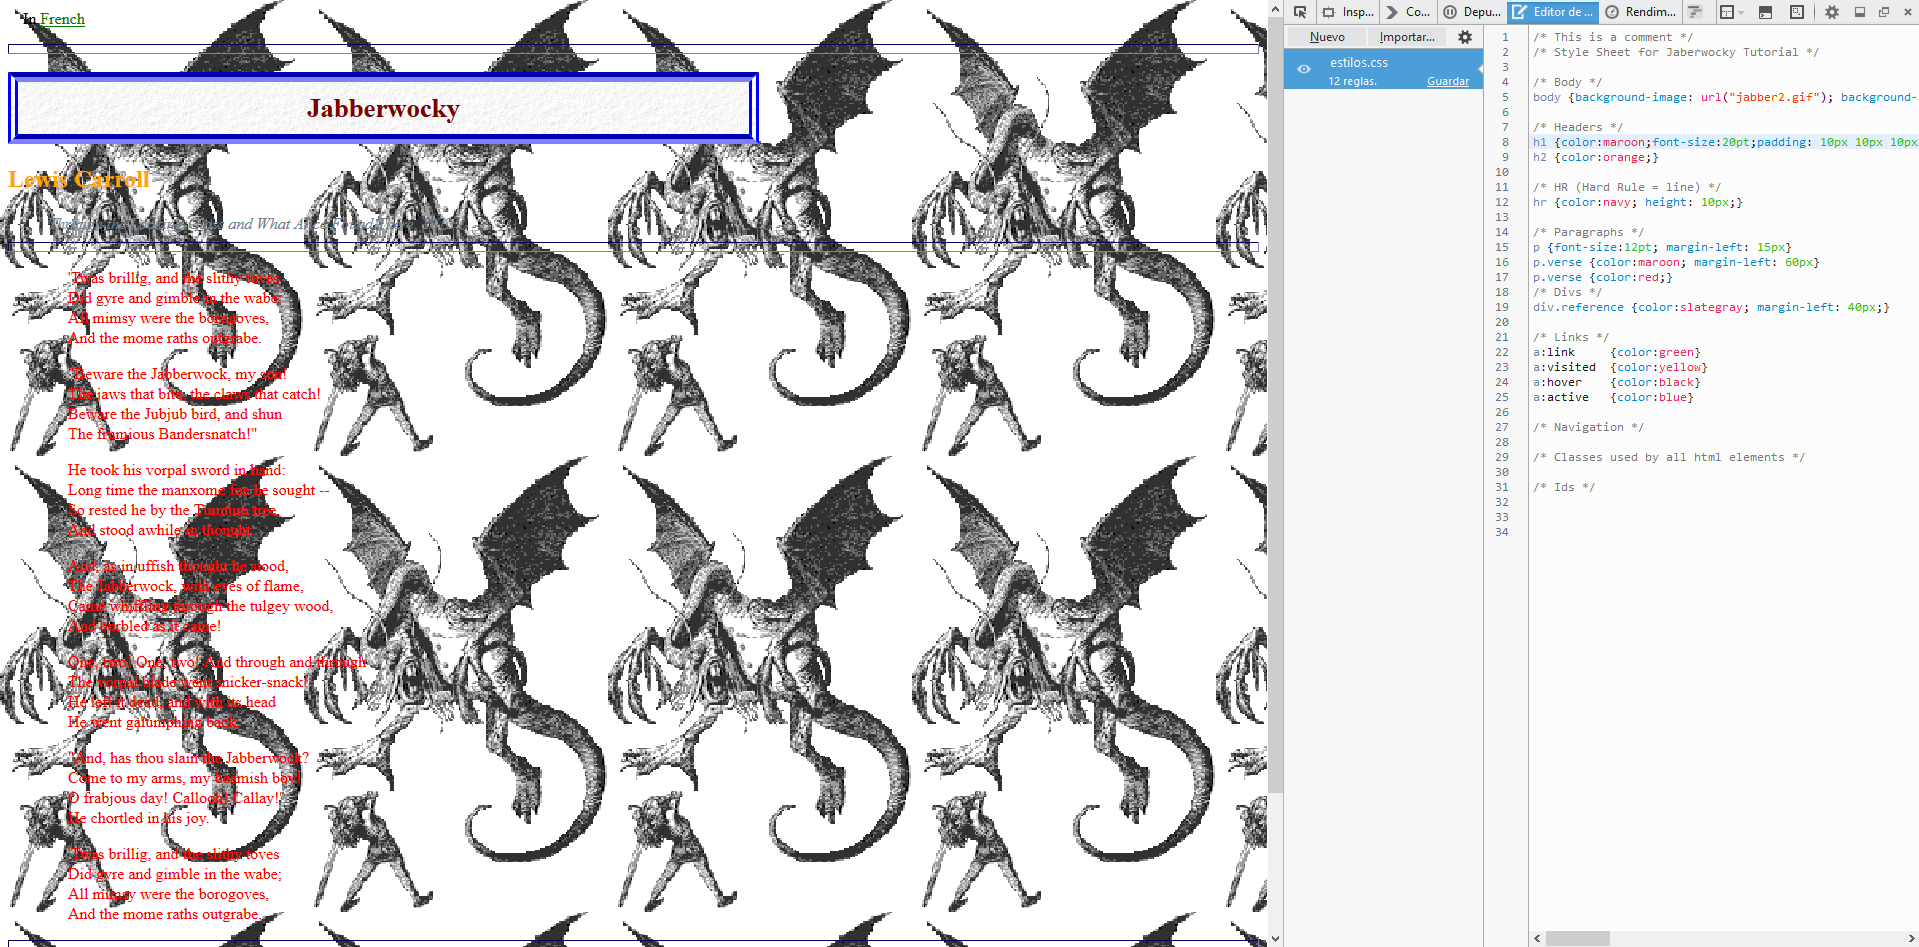 In French
Jabberwocky
Lewis Carroll
and What Alice Found There
'Twas brillig, and the slithy toves
Did gyre and gimble in the wabe;
All mimsy were the borogoves,
And the mome raths outgrabe.
"Beware the Jabberwock, my son!
The jaws that bite, the claws that catch!
Beware the Jubjub bird, and shun
The frumious Bandersnatch!"
He took his vorpal sword in hand:
Long time the manxome foe he sought --
So rested he by the Tumtum tree,
And stood awhile in thought.
And, as in uffish thought he stood,
The Jabberwock, with eyes of flame,
Came whiffling through the tulgey wood,
And burbled as it came!
One, two! One, two! And through and through
The vorpal blade went snicker-snack!
He left it dead, and with its head
He went galumphing back.
"And, has thou slain the Jabberwock?
Come to my arms, my beamish boy!
O frabjous day! Callooh! Callay!"
He chortled in his joy.
'Twas brillig, and the slithy toves
Did gyre and gimble in the wabe;
All mimsy were the borogoves,
And the mome raths outgrabe.
Insp... Co... Depu... Editor de ... Rendim...
Nuevo Importar...
estilos.css
12 reglas. Guardar
1 /* This is a comment */
2 /* Style Sheet for Jaberwocky Tutorial */
3
4 /* Body */
5 body {background-image: url("jabber2.gif"); background-
6
7 /* Headers */
8 h1 {color:maroon;font-size:20pt;padding: 10px 10px 10px
9 h2 {color:orange;}
10
11 /* HR (Hard Rule = line) */
12 hr {color:navy; height: 10px;}
13
14 /* Paragraphs */
15 p {font-size:12pt; margin-left: 15px}
16 p.verse {color:maroon; margin-left: 60px}
17 p.verse {color:red;}
18 /* Divs */
19 div.reference {color:slategray; margin-left: 40px;}
20
21 /* Links */
22 a:link {color:green}
23 a:visited {color:yellow}
24 a:hover {color:black}
25 a:active {color:blue}
26
27 /* Navigation */
28
29 /* Classes used by all html elements */
30
31 /* Ids */
32
33
34